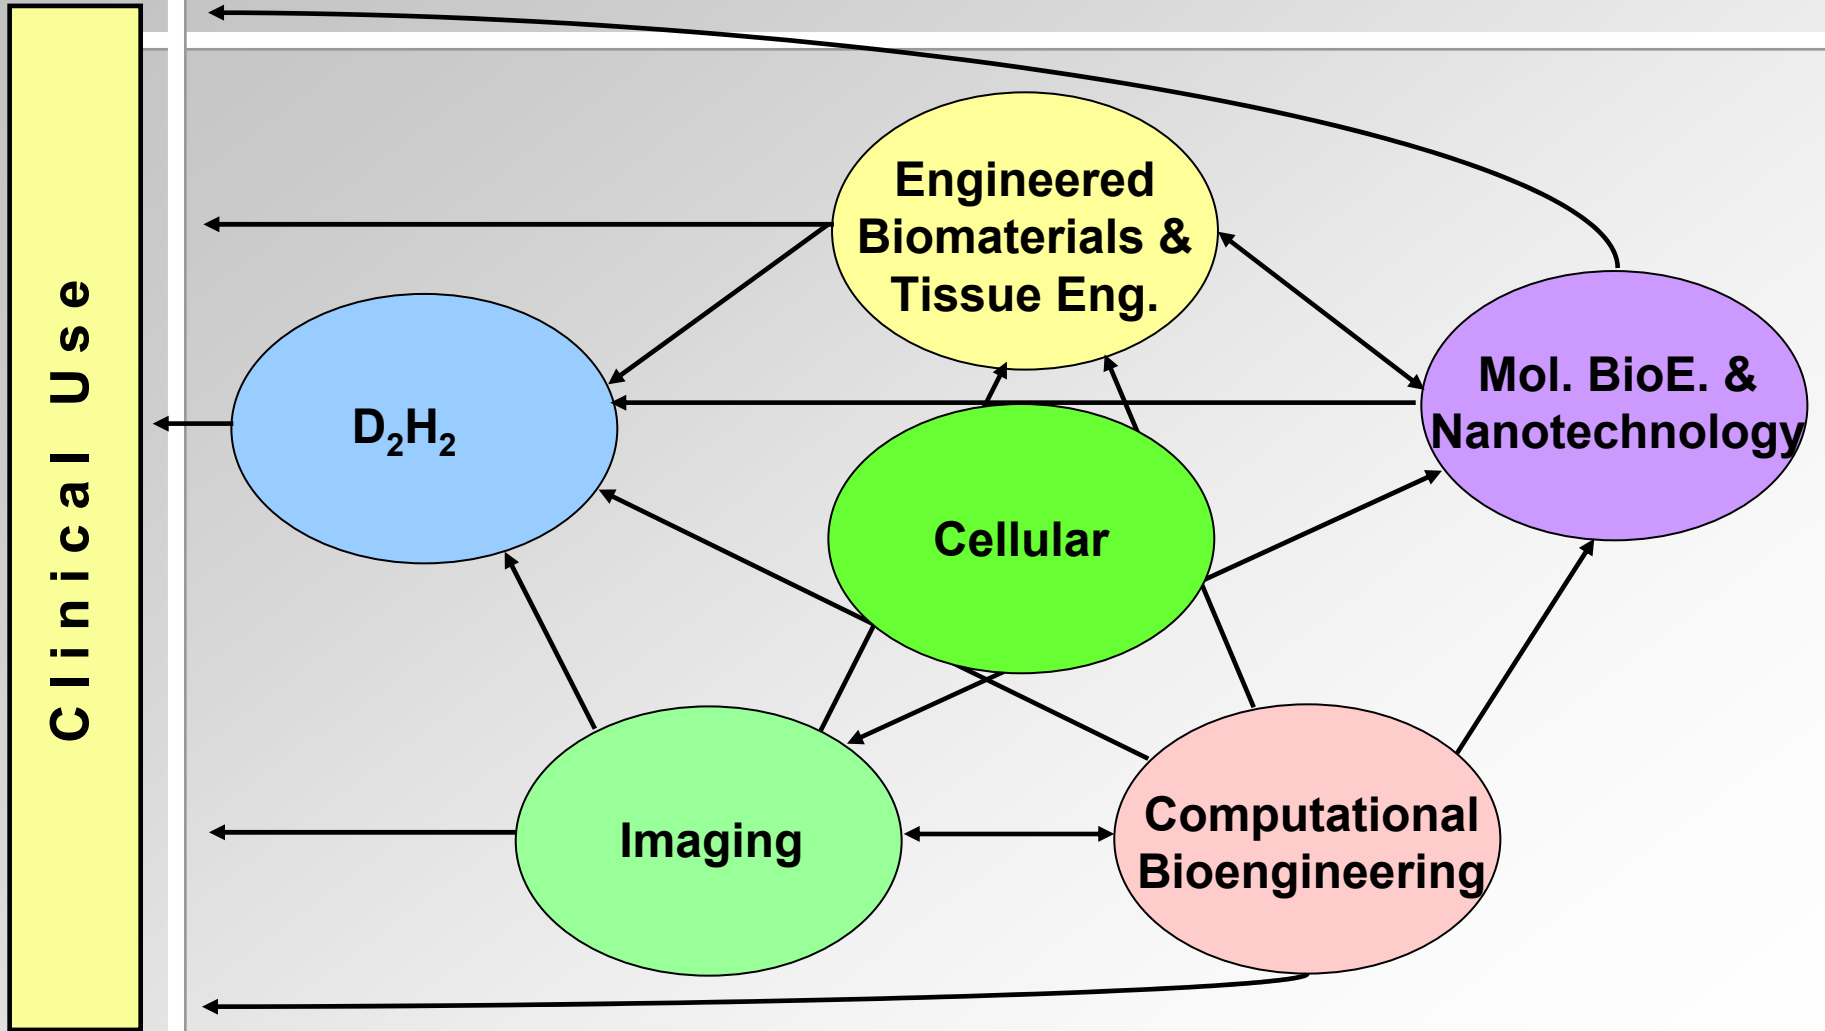 Clinical Use
Engineered
Biomaterials &
Tissue Eng.
D₂H₂
Mol. BioE. &
Nanotechnology
Cellular
Imaging
Computational
Bioengineering